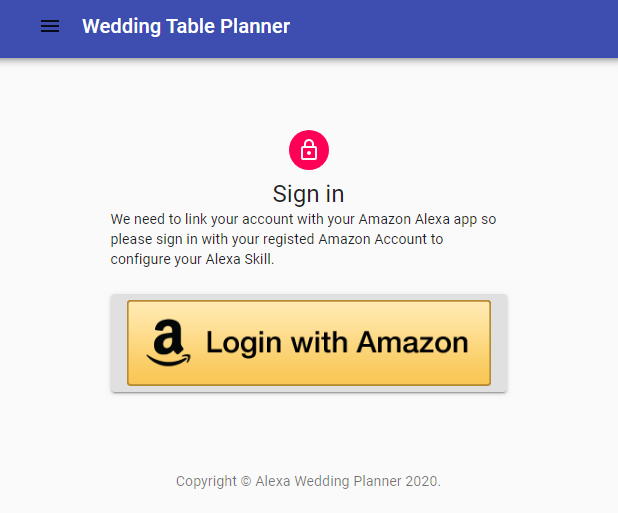 Wedding Table Planner
Sign in
We need to link your account with your Amazon Alexa app so
please sign in with your registed Amazon Account to
configure your Alexa Skill.
a Login with Amazon
Copyright © Alexa Wedding Planner 2020.